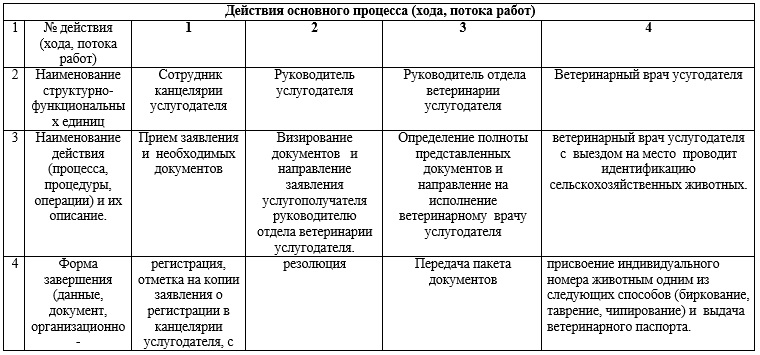 Действия основного процесса (хода, потока работ)
1 № действия (хода, потока работ) 1 2 3 4
2 Наименование структурно-функциональных единиц
Сотрудник канцелярии услугодателя
Руководитель услугодателя
Руководитель отдела ветеринарии услугодателя
Ветеринарный врач усугодателя
3 Наименование действия (процесса, процедуры, операции) и их описание.
Прием заявления и необходимых документов
Визирование документов и направление заявления услугополучателя руководителю отдела ветеринарии услугодателя.
Определение полноты представленных документов и направление на исполнение ветеринарному врачу услугодателя
ветеринарный врач услугодателя с выездом на место проводит идентификацию сельскохозяйственных животных.
4 Форма завершения (данные, документ, организационно-
регистрация, отметка на копии заявления о регистрации в канцелярии услугодателя, с
резолюция
Передача пакета документов
присвоение индивидуального номера животным одним из следующих способов (биркование, таврение, чипирование) и выдача ветеринарного паспорта.